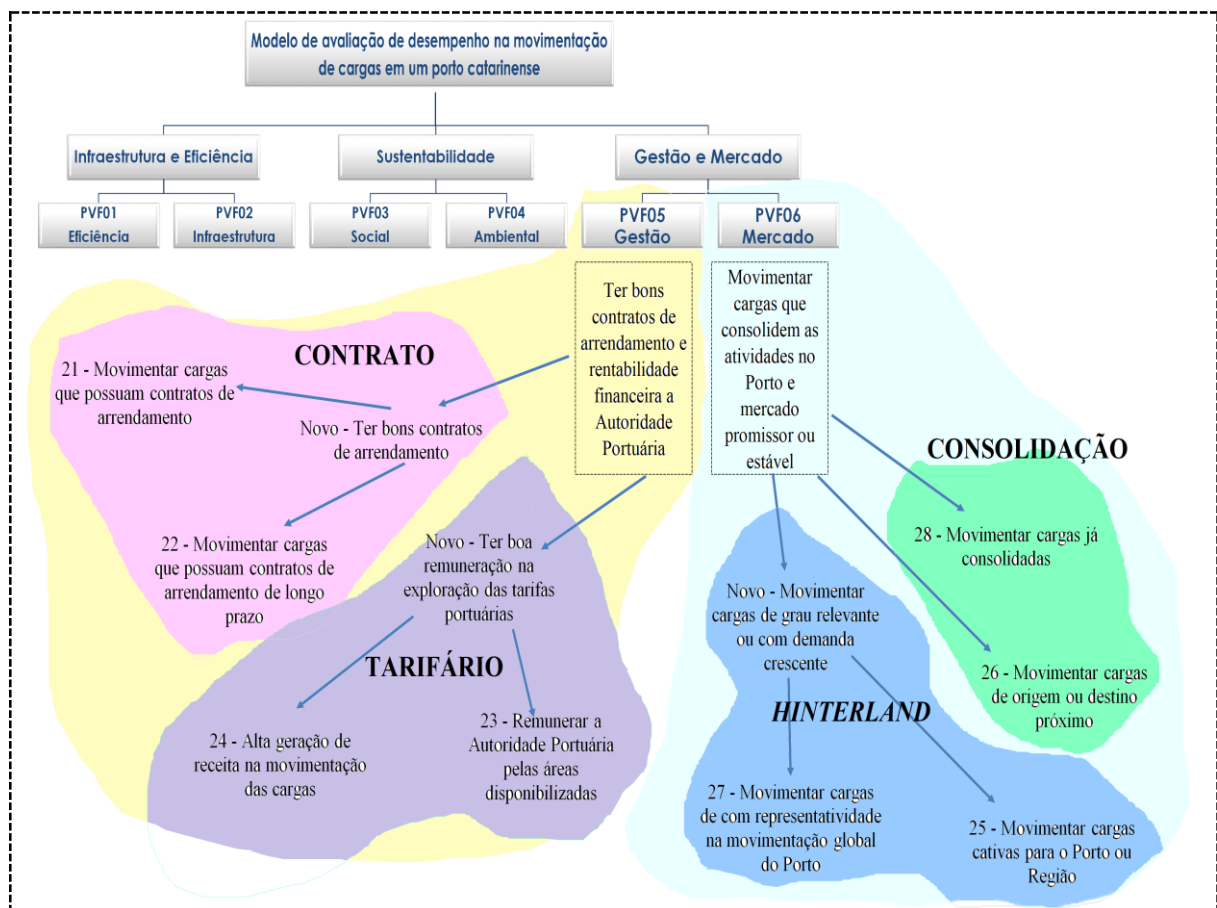 Modelo de avaliação de desempenho na movimentação
de cargas em um porto catarinense
Infraestrutura e Eficiência
Sustentabilidade
Gestão e Mercado
PVF01
Eficiência
PVF02
Infraestrutura
PVF03
Social
PVF04
Ambiental
PVF05
Gestão
PVF06
Mercado
Ter bons
contratos de
arrendamento e
rentabilidade
financeira a
Autoridade
Portuária
Movimentar
cargas que
consolidem as
atividades no
Porto e
mercado
promissor ou
estável
CONTRATO
21 - Movimentar cargas
que possuam contratos de
arrendamento
Novo - Ter bons contratos
de arrendamento
22 - Movimentar cargas
que possuam contratos de
arrendamento de longo
prazo
Novo - Ter boa
remuneração na
exploração das tarifas
portuárias
TARIFÁRIO
24 - Alta geração de
receita na movimentação
das cargas
23 - Remunerar a
Autoridade Portuária
pelas áreas
disponibilizadas
CONSOLIDAÇÃO
28 - Movimentar cargas já
consolidadas
26 - Movimentar cargas
de origem ou destino
próximo
Novo - Movimentar
cargas de grau relevante
ou com demanda
crescente
HINTERLAND
27 - Movimentar cargas
de com representatividade
na movimentação global
do Porto
25 - Movimentar cargas
cativas para o Porto ou
Região